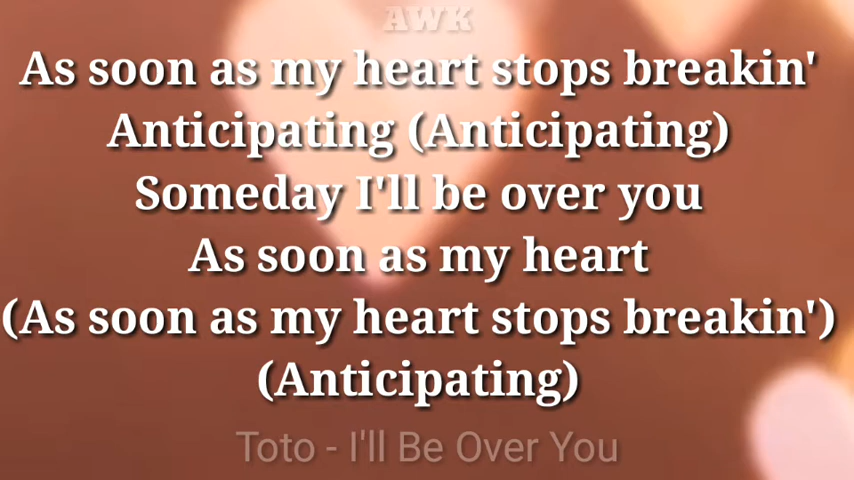 AWK
As soon as my heart stops breakin'
Anticipating (Anticipating)
Someday I'll be over you
As soon as my heart
(As soon as my heart stops breakin')
(Anticipating)
Toto - I'll Be Over You